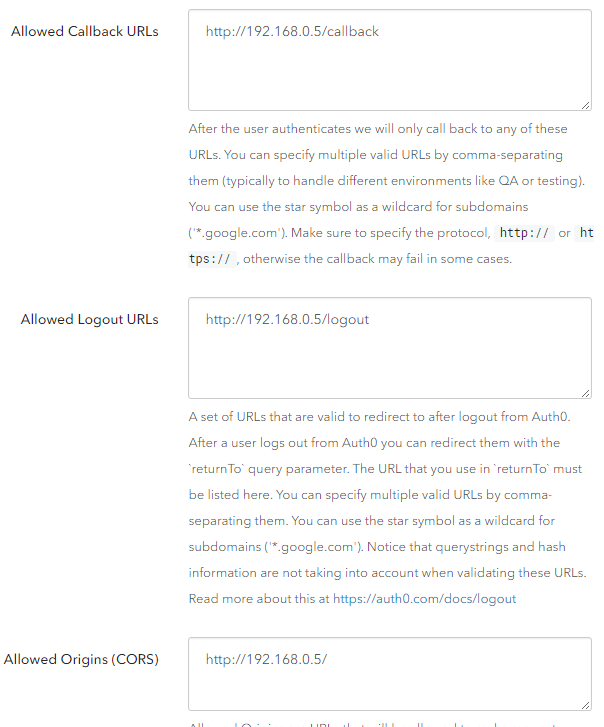 Allowed Callback URLs
http://192.168.0.5/callback
After the user authenticates we will only call back to any of these
URLs. You can specify multiple valid URLs by comma-separating
them (typically to handle different environments like QA or testing).
You can use the star symbol as a wildcard for subdomains
('*.google.com'). Make sure to specify the protocol, http:// or ht
tps:// , otherwise the callback may fail in some cases.
Allowed Logout URLs
http://192.168.0.5/logout
A set of URLs that are valid to redirect to after logout from Auth0.
After a user logs out from Auth0 you can redirect them with the
`returnTo` query parameter. The URL that you use in `returnTo` must
be listed here. You can specify multiple valid URLs by comma-
separating them. You can use the star symbol as a wildcard for
subdomains ('*.google.com'). Notice that querystrings and hash
information are not taking into account when validating these URLs.
Read more about this at https://auth0.com/docs/logout
Allowed Origins (CORS)
http://192.168.0.5/